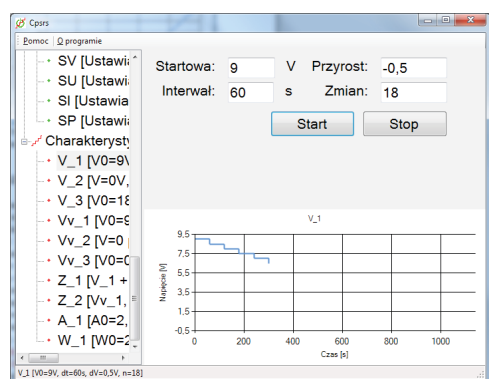 Cpsrs
Pomoc O programie
SV [Ustawi
SU [Ustawia
SI [Ustawia
SP [Ustawi
Charakteryst
V_1 [V0=9V
V_2 [V=0V,
V_3 [V0=18
Vv_1 [V0=9
Vv_2 [V=0
Vv_3 [V0=0
Z_1 [V_1 +
Z_2 [Vv_1,
A_1 [A0=2,
W_1 [W0=2
Startowa: 9 V Przyrost: -0,5
Interwał: 60 s Zmian: 18
Start Stop
V_1
Napięcie [V]
9,5
7,5
5,5
3,5
1,5
-0,5
0 200 400 600 800 1000
Czas [s]
V_1 [V0=9V, dt=60s, dV=0,5V, n=18]